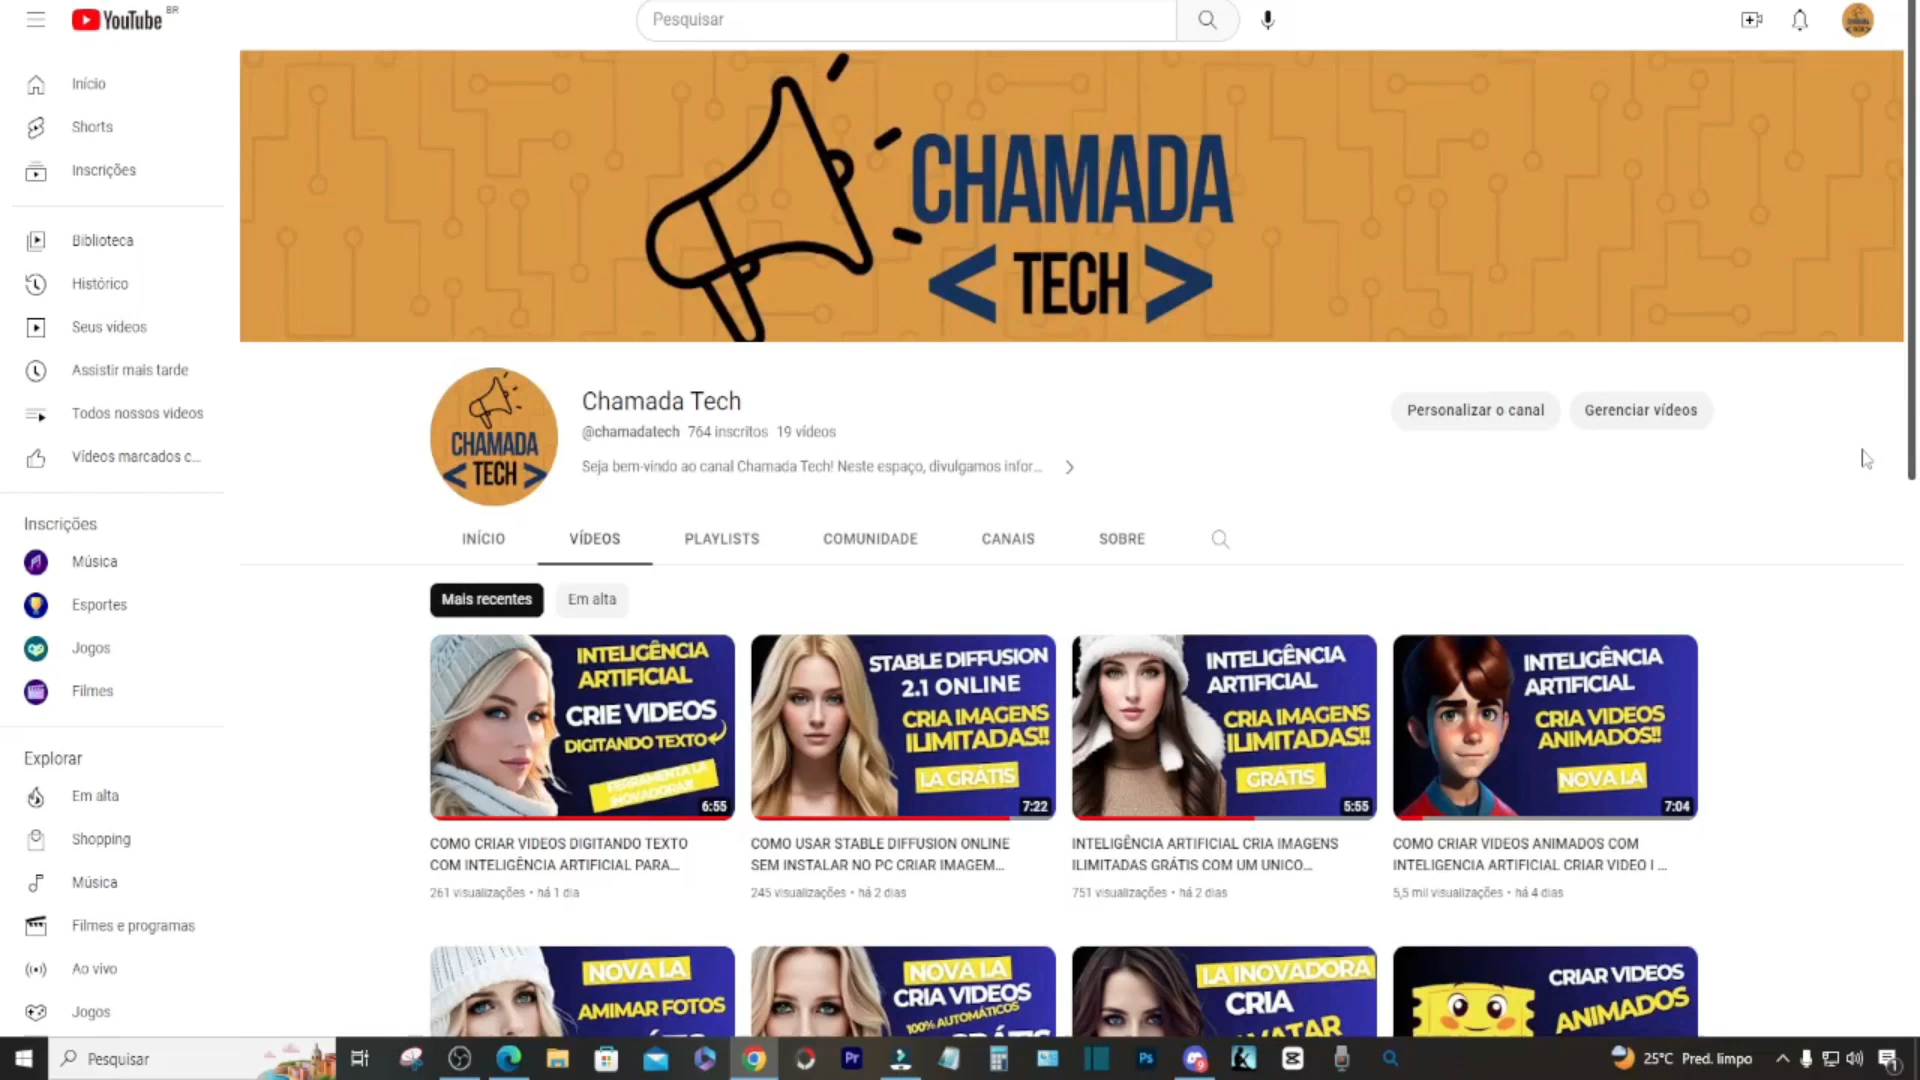 YouTube BR
Pesquisar
Início
Shorts
Inscrições
Biblioteca
Histórico
Seus vídeos
Assistir mais tarde
Todos nossos videos
Vídeos marcados c...
Inscrições
Música
Esportes
Jogos
Filmes
Explorar
Em alta
Shopping
Música
Filmes e programas
Ao vivo
Jogos
CHAMADA
<TECH>
CHAMADA
<TECH>
Chamada Tech
@chamadatech 764 inscritos 19 vídeos
Seja bem-vindo ao canal Chamada Tech! Neste espaço, divulgamos infor...
Personalizar o canal
Gerenciar vídeos
INÍCIO
VÍDEOS
PLAYLISTS
COMUNIDADE
CANAIS
SOBRE
Mais recentes
Em alta
INTELIGÊNCIA
ARTIFICIAL
CRIE VIDEOS
DIGITANDO TEXTO
FERRAMENTA I.A
INOVADORA!!
6:55
COMO CRIAR VIDEOS DIGITANDO TEXTO
COM INTELIGÊNCIA ARTIFICIAL PARA...
261 visualizações • há 1 dia
STABLE DIFFUSION
2.1 ONLINE
CRIA IMAGENS
ILIMITADAS!!
I.A GRÁTIS
7:22
COMO USAR STABLE DIFFUSION ONLINE
SEM INSTALAR NO PC CRIAR IMAGEM...
245 visualizações • há 2 dias
INTELIGÊNCIA
ARTIFICIAL
CRIA IMAGENS
ILIMITADAS!!
GRÁTIS
5:55
INTELIGÊNCIA ARTIFICIAL CRIA IMAGENS
ILIMITADAS GRÁTIS COM UM UNICO...
751 visualizações • há 2 dias
INTELIGÊNCIA
ARTIFICIAL
CRIA VIDEOS
ANIMADOS!!
NOVA I.A
7:04
COMO CRIAR VIDEOS ANIMADOS COM
INTELIGENCIA ARTIFICIAL CRIAR VIDEO I ...
5,5 mil visualizações • há 4 dias
NOVA I.A
AMIMAR FOTOS
NOVA I.A
CRIA VIDEOS
100% AUTOMÁTICOS
I.A INOVADORA
CRIA
CRIAR VIDEOS
ANIMADOS
Pesquisar
Pr
Ps
25°C Pred. limpo